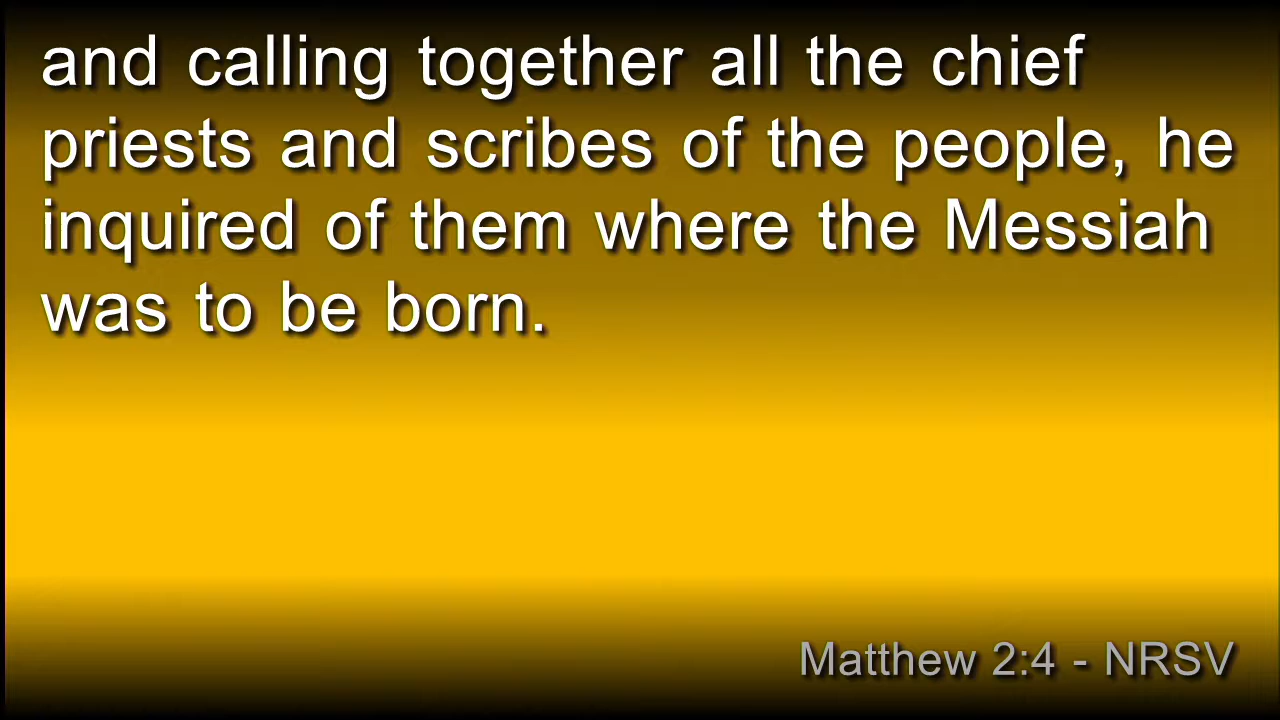 and calling together all the chief
priests and scribes of the people, he
inquired of them where the Messiah
was to be born.
Matthew 2:4 - NRSV